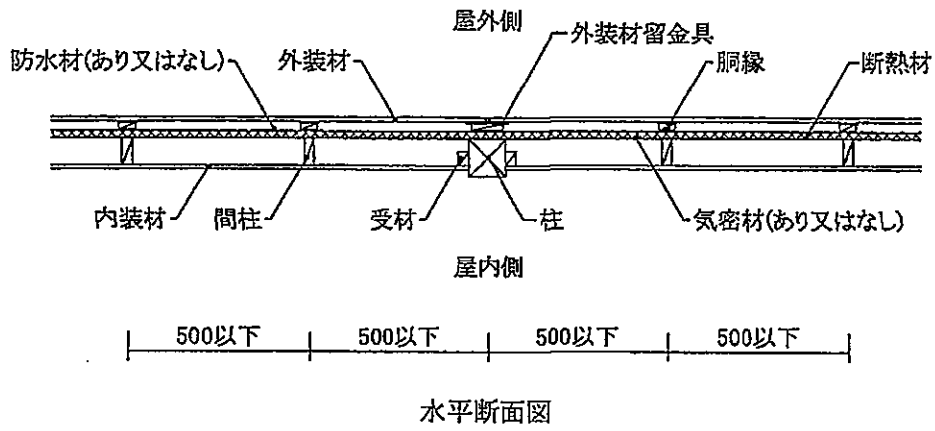 屋外側
外装材留金具
防水材(あり又はなし)
外装材
胴縁
断熱材
内装材
間柱
受材
柱
気密材(あり又はなし)
屋内側
500以下
500以下
500以下
500以下
水平断面図